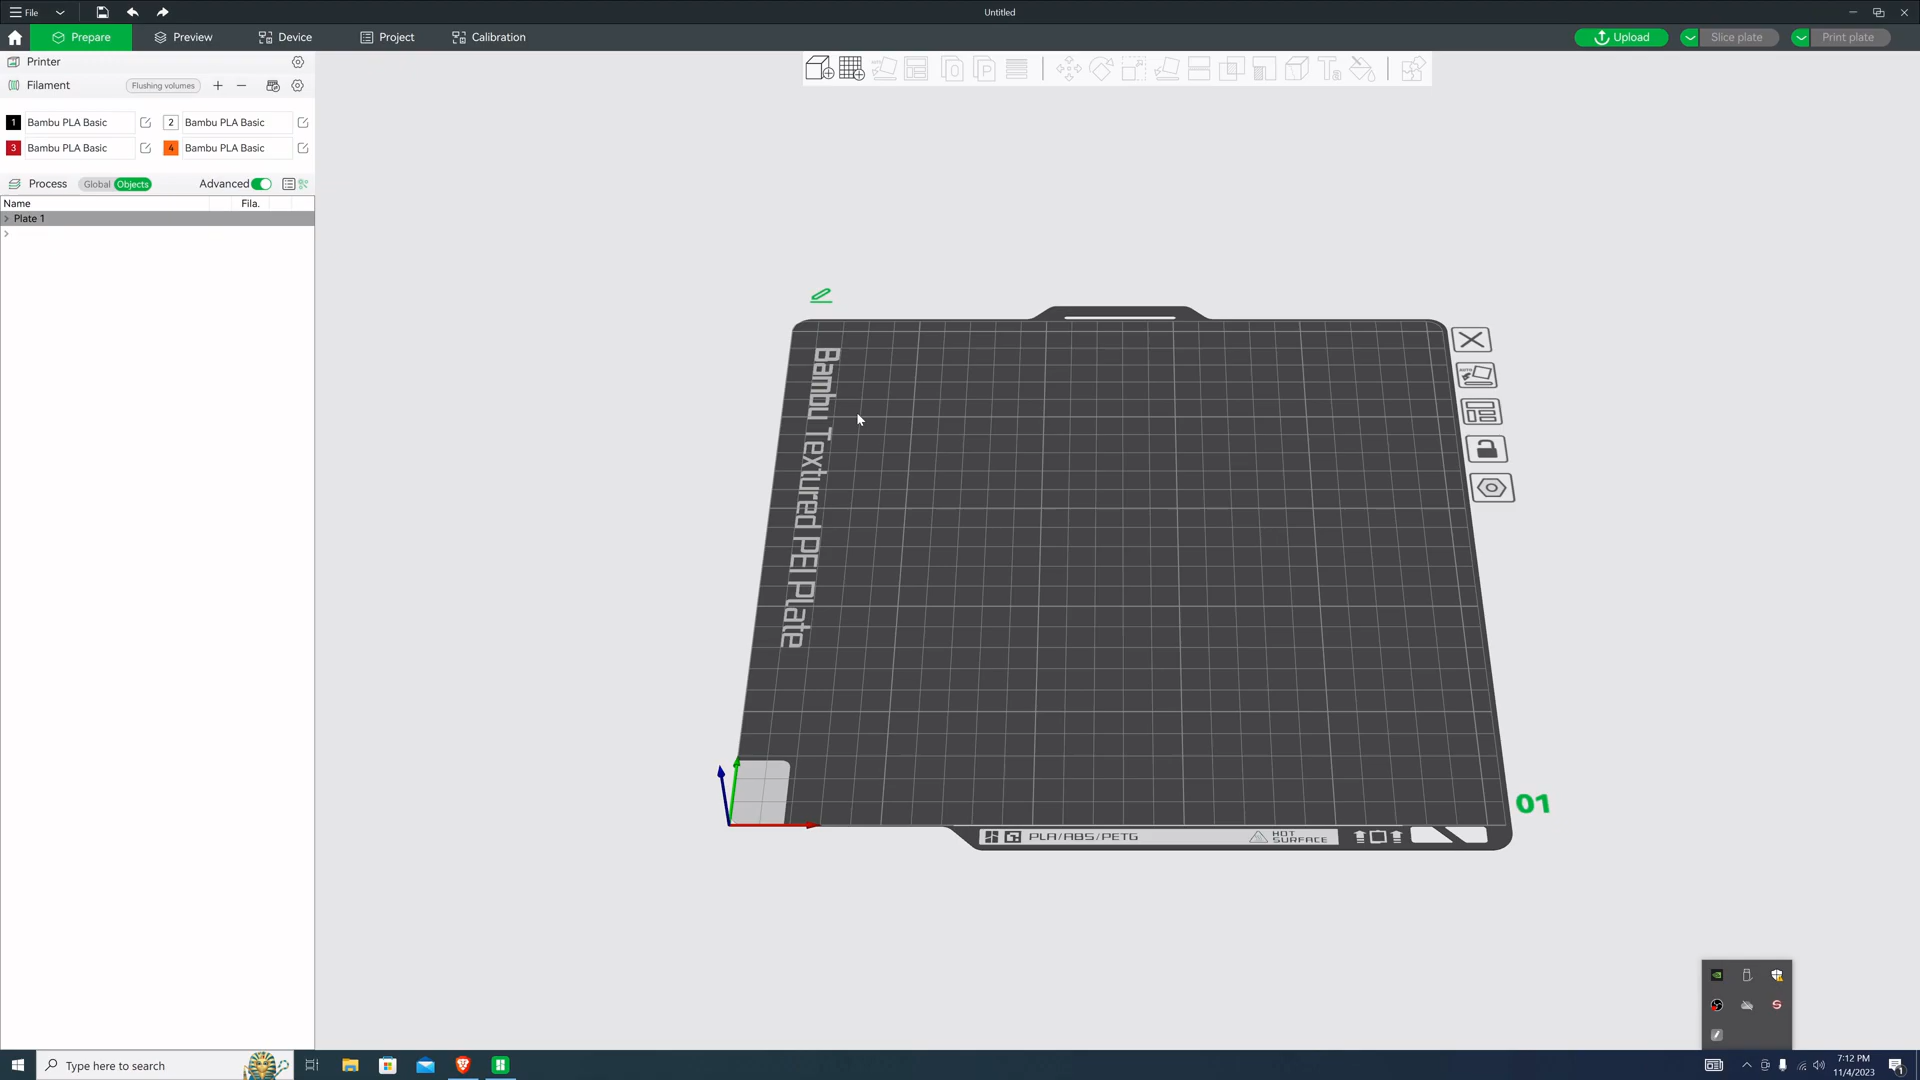 File
Untitled
Prepare
Preview
Device
Project
Calibration
Upload
Slice plate
Print plate
Printer
Filament
Flushing volumes
1 Bambu PLA Basic
2 Bambu PLA Basic
3 Bambu PLA Basic
4 Bambu PLA Basic
Process
Global
Objects
Advanced
Name
Fila.
Plate 1
AUTO
Bambu Textured PEI Plate
AUTO
01
PLA/ABS/PETG
HOT
SURFACE
Type here to search
7:12 PM
11/4/2023